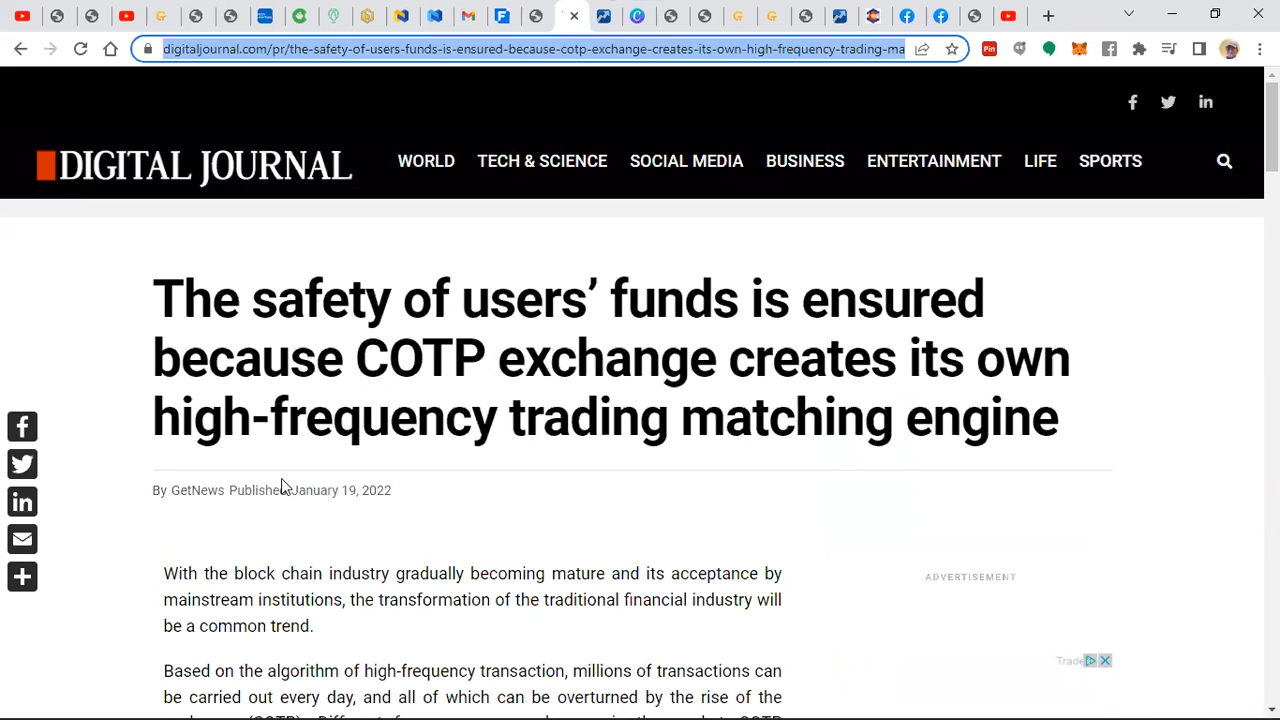 digitaljournal.com/pr/the-safety-of-users-funds-is-ensured-because-cotp-exchange-creates-its-own-high-frequency-trading-ma
Pin
DIGITAL JOURNAL
WORLD TECH & SCIENCE SOCIAL MEDIA BUSINESS ENTERTAINMENT LIFE SPORTS
The safety of users’ funds is ensured
because COTP exchange creates its own
high-frequency trading matching engine
By GetNews Published January 19, 2022
With the block chain industry gradually becoming mature and its acceptance by
mainstream institutions, the transformation of the traditional financial industry will
be a common trend.
ADVERTISEMENT
Trade
Based on the algorithm of high-frequency transaction, millions of transactions can
be carried out every day, and all of which can be overturned by the rise of the